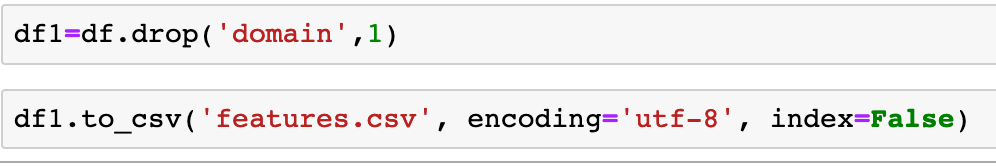 df1=df.drop('domain',1)
df1.to_csv('features.csv', encoding='utf-8', index=False)